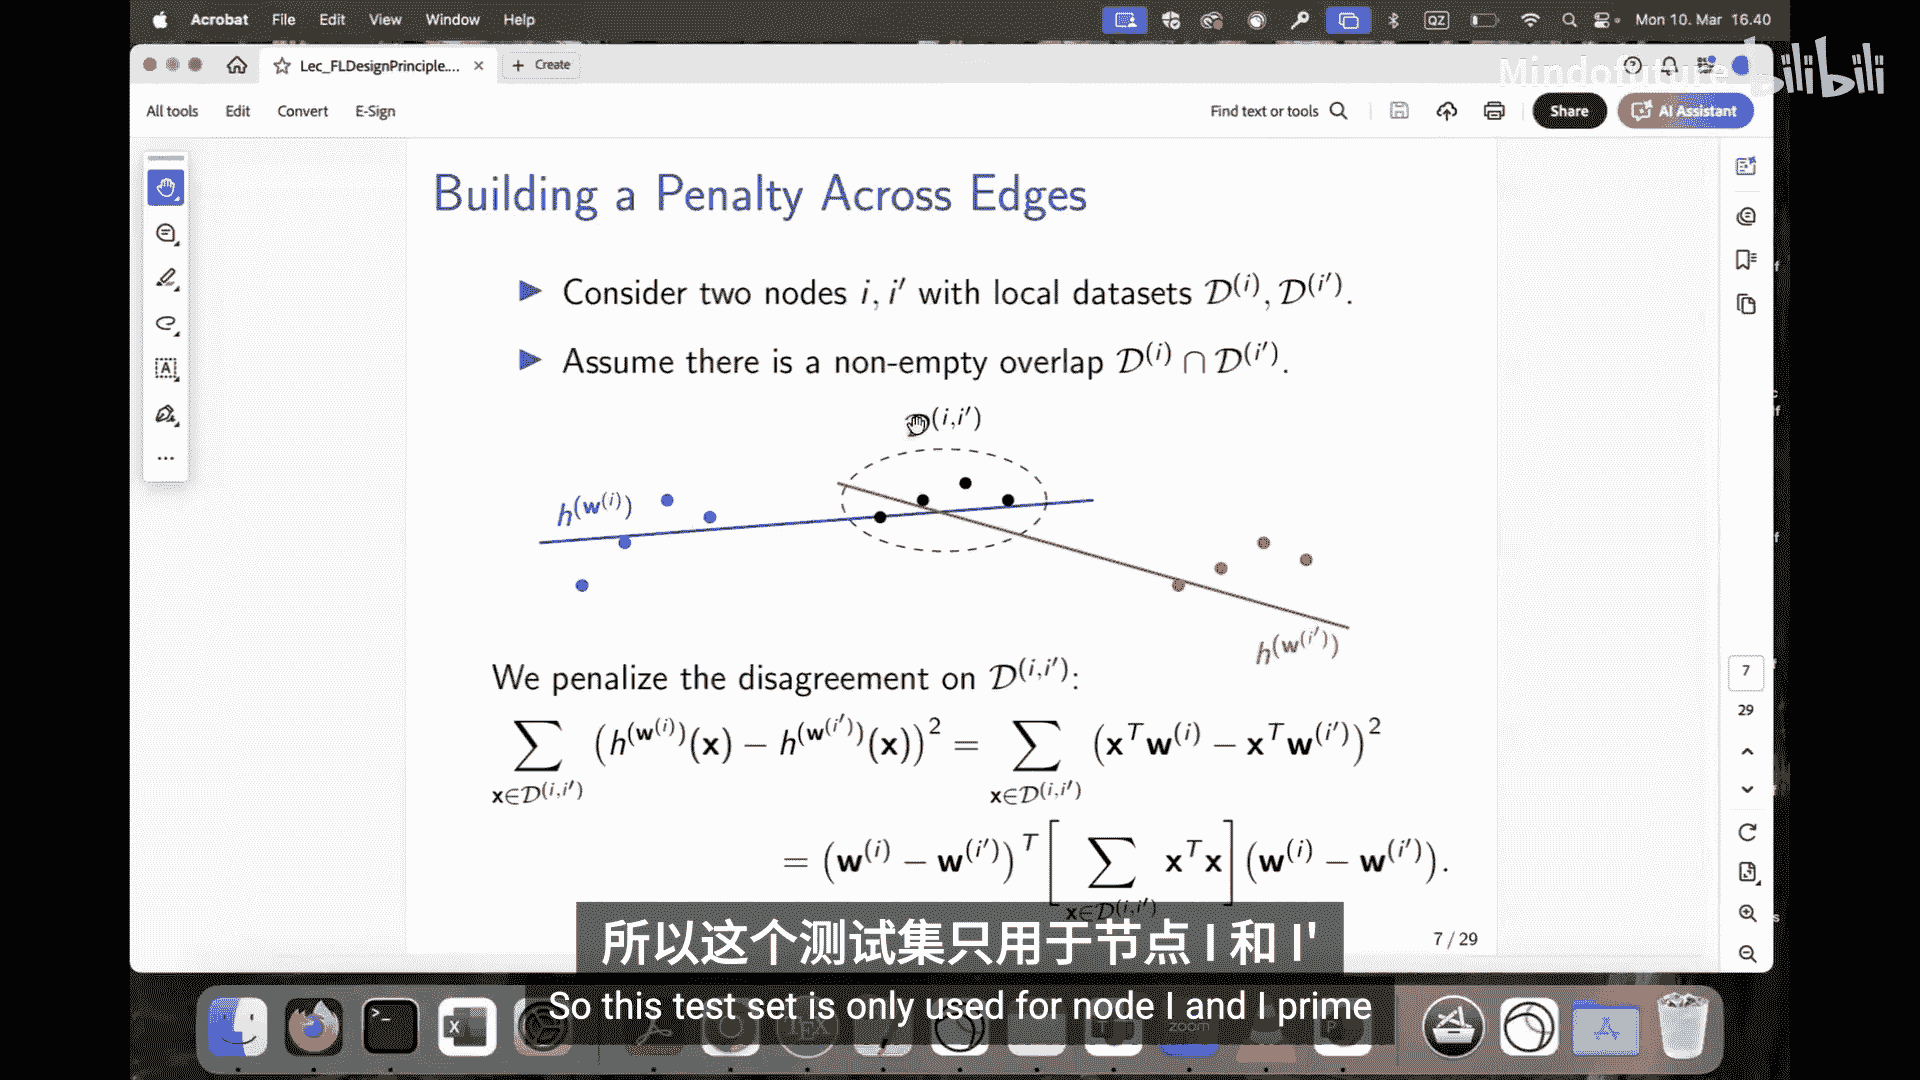 Acrobat File Edit View Window Help QZ Mon 10. Mar 16.40
Lec_FLDesignPrinciple.... × + Create
Mindofuture bilibili
All tools Edit Convert E-Sign Find text or tools Share AI Assistant
Building a Penalty Across Edges
▶ Consider two nodes i, i′ with local datasets 𝒟^(i), 𝒟^(i′).
▶ Assume there is a non-empty overlap 𝒟^(i) ∩ 𝒟^(i′).
𝒟^(i,i′)
h^(w^(i))
h^(w^(i′))
We penalize the disagreement on 𝒟^(i,i′):
∑_{x∈𝒟^(i,i′)} (h^(w^(i))(x) − h^(w^(i′))(x))² = ∑_{x∈𝒟^(i,i′)} (x^T w^(i) − x^T w^(i′))²
= (w^(i) − w^(i′))^T [∑_{x∈𝒟^(i,i′)} x^T x] (w^(i) − w^(i′)).
7 / 29
7
29
所以这个测试集只用于节点 I 和 I'
So this test set is only used for node I and I prime
zoom